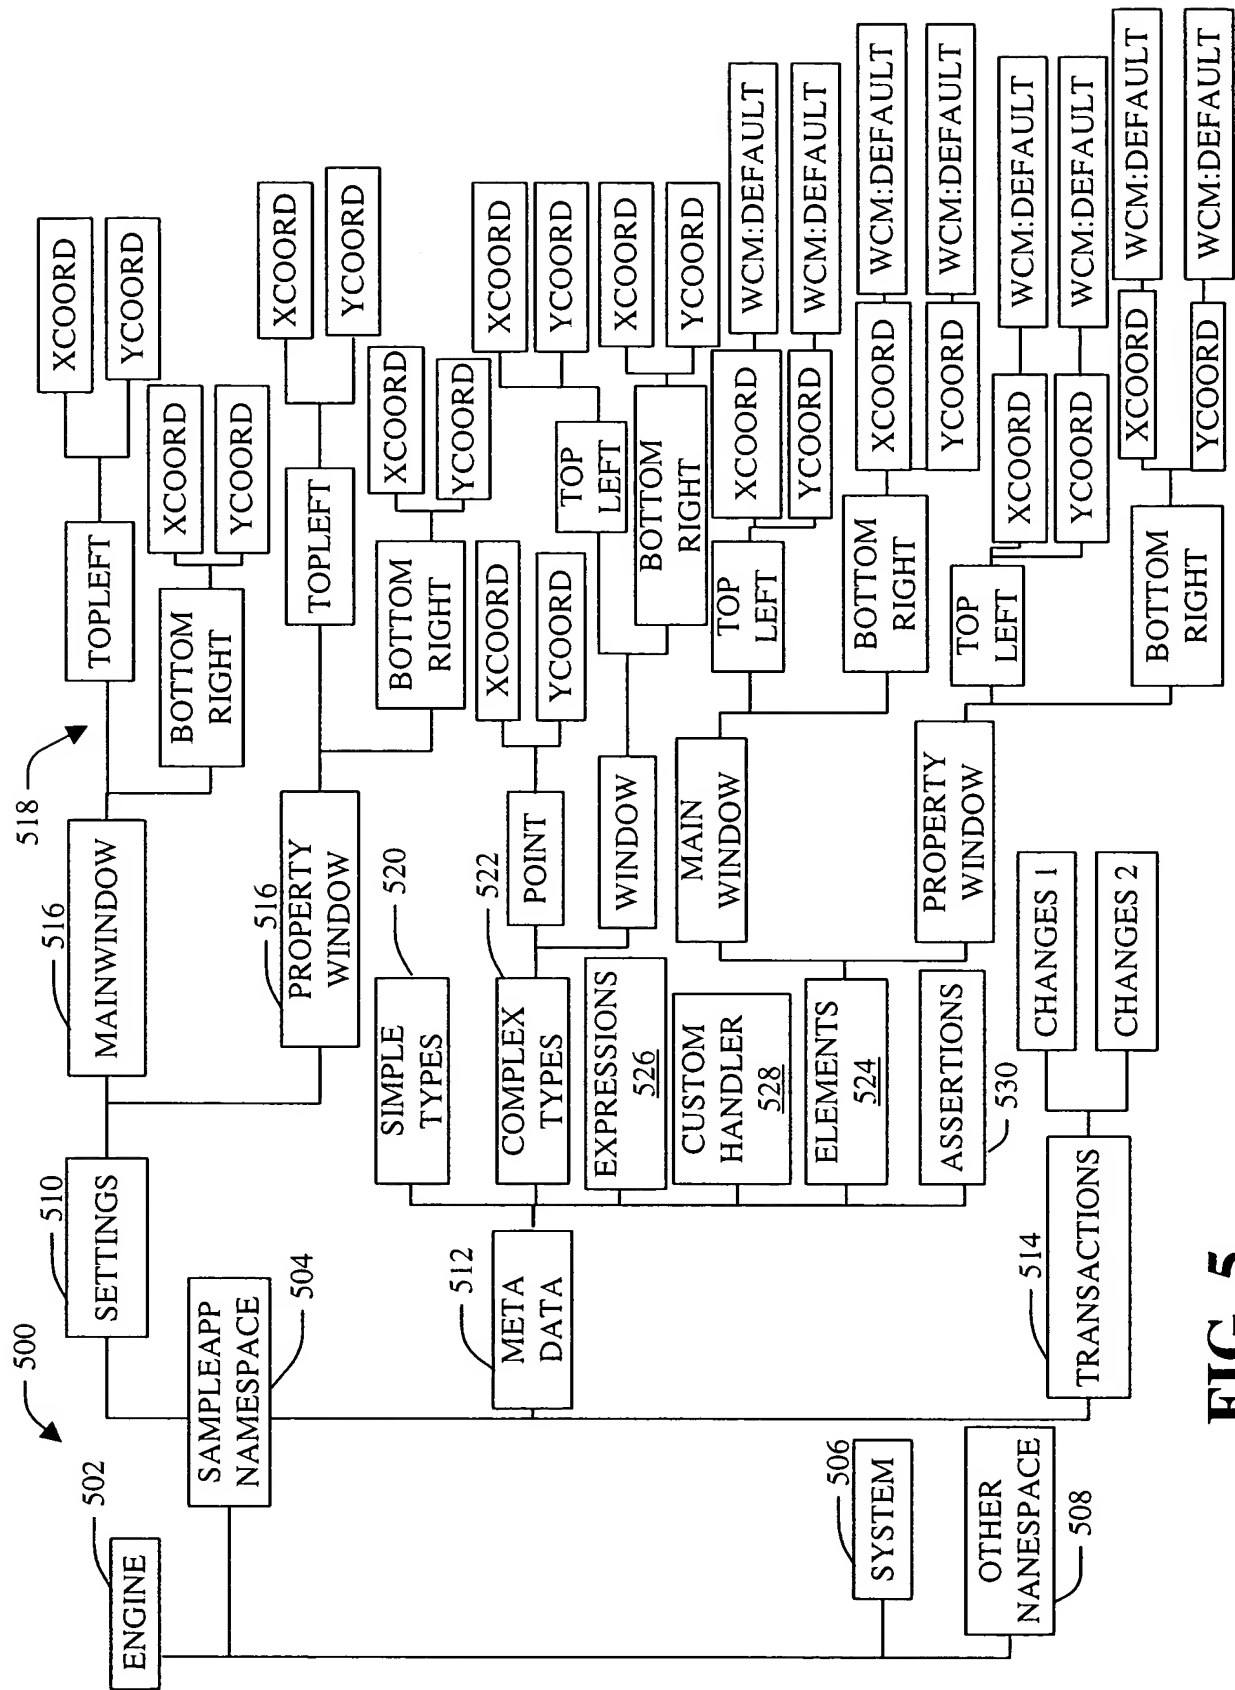 500
502
ENGINE
SAMPLEAPP
NAMESPACE
504
506
SYSTEM
OTHER
NANESPACE
508
510
SETTINGS
512
META
DATA
514
TRANSACTIONS
516
MAINWINDOW
518
TOPLEFT
XCOORD
YCOORD
BOTTOM
RIGHT
XCOORD
YCOORD
516
PROPERTY
WINDOW
TOPLEFT
XCOORD
YCOORD
BOTTOM
RIGHT
XCOORD
YCOORD
SIMPLE
TYPES
520
COMPLEX
TYPES
522
POINT
XCOORD
YCOORD
WINDOW
TOP
LEFT
XCOORD
YCOORD
BOTTOM
RIGHT
XCOORD
YCOORD
EXPRESSIONS
526
CUSTOM
HANDLER
528
ELEMENTS
524
MAIN
WINDOW
TOP
LEFT
XCOORD
WCM:DEFAULT
YCOORD
WCM:DEFAULT
BOTTOM
RIGHT
XCOORD
WCM:DEFAULT
YCOORD
WCM:DEFAULT
PROPERTY
WINDOW
TOP
LEFT
XCOORD
WCM:DEFAULT
YCOORD
WCM:DEFAULT
BOTTOM
RIGHT
XCOORD
WCM:DEFAULT
YCOORD
WCM:DEFAULT
ASSERTIONS
530
CHANGES 1
CHANGES 2
FIG. 5